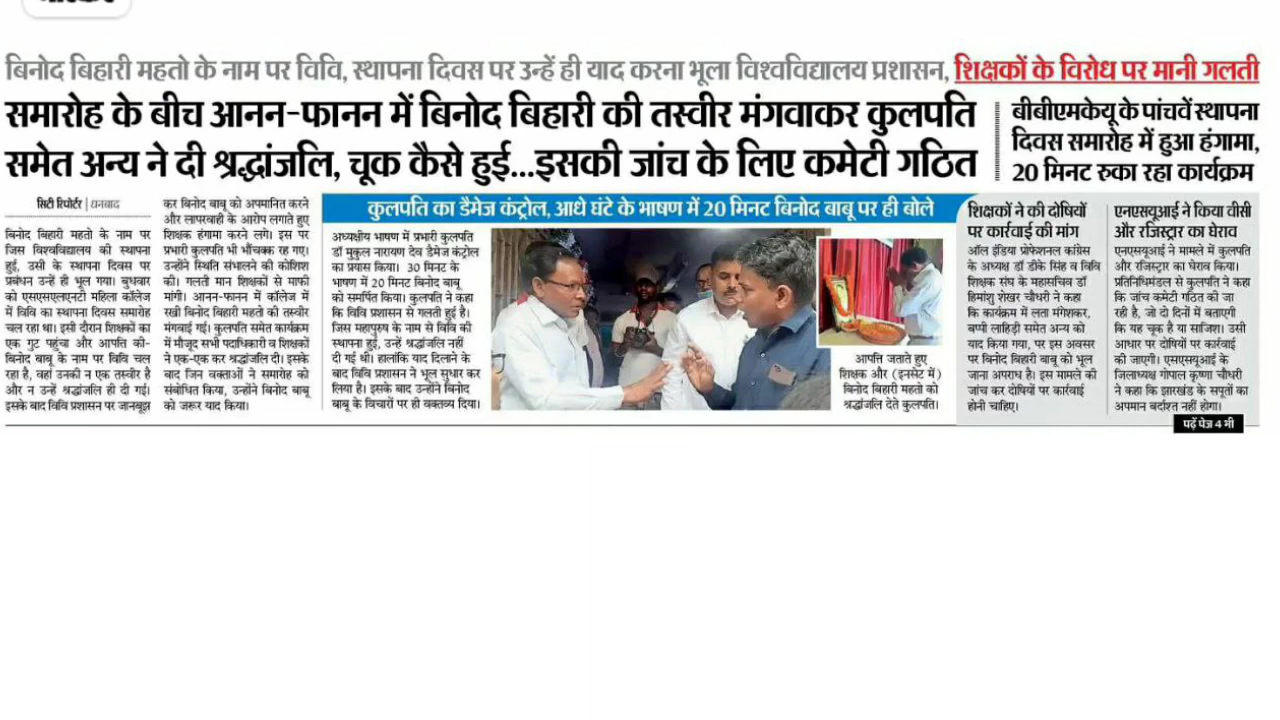 भास्कर
बिनोद बिहारी महतो के नाम पर विवि, स्थापना दिवस पर उन्हें ही याद करना भूला विश्वविद्यालय प्रशासन, शिक्षकों के विरोध पर मानी गलती
समारोह के बीच आनन-फानन में बिनोद बिहारी की तस्वीर मंगवाकर कुलपति
समेत अन्य ने दी श्रद्धांजलि, चूक कैसे हुई...इसकी जांच के लिए कमेटी गठित
बीबीएमकेयू के पांचवें स्थापना
दिवस समारोह में हुआ हंगामा,
20 मिनट रुका रहा कार्यक्रम
सिटी रिपोर्टर | धनबाद
बिनोद बिहारी महतो के नाम पर
जिस विश्वविद्यालय की स्थापना
हुई, उसी के स्थापना दिवस पर
प्रबंधन उन्हें ही भूल गया। बुधवार
को एसएसएलएनटी महिला कॉलेज
में विवि का स्थापना दिवस समारोह
चल रहा था। इसी दौरान शिक्षकों का
एक गुट पहुंचा और आपत्ति की-
बिनोद बाबू के नाम पर विवि चल
रहा है, वहां उनकी न एक तस्वीर है
और न उन्हें श्रद्धांजलि ही दी गई।
इसके बाद विवि प्रशासन पर जानबूझ
कर बिनोद बाबू को अपमानित करने
और लापरवाही के आरोप लगाते हुए
शिक्षक हंगामा करने लगे। इस पर
प्रभारी कुलपति भी भौंचक्क रह गए।
उन्होंने स्थिति संभालने की कोशिश
की। गलती मान शिक्षकों से माफी
मांगी। आनन-फानन में कॉलेज में
रखी बिनोद बिहारी महतो की तस्वीर
मंगवाई गई। कुलपति समेत कार्यक्रम
में मौजूद सभी पदाधिकारी व शिक्षकों
ने एक-एक कर श्रद्धांजलि दी। इसके
बाद जिन वक्ताओं ने समारोह को
संबोधित किया, उन्होंने बिनोद बाबू
को जरूर याद किया।
कुलपति का डैमेज कंट्रोल, आधे घंटे के भाषण में 20 मिनट बिनोद बाबू पर ही बोले
अध्यक्षीय भाषण में प्रभारी कुलपति
डॉ मुकुल नारायण देव डैमेज कंट्रोल
का प्रयास किया। 30 मिनट के
भाषण में 20 मिनट बिनोद बाबू
को समर्पित किया। कुलपति ने कहा
कि विवि प्रशासन से गलती हुई है।
जिस महापुरुष के नाम से विवि की
स्थापना हुई, उन्हें श्रद्धांजलि नहीं
दी गई थी। हालांकि याद दिलाने के
बाद विवि प्रशासन ने भूल सुधार कर
लिया है। इसके बाद उन्होंने बिनोद
बाबू के विचारों पर ही वक्तव्य दिया।
आपत्ति जताते हुए
शिक्षक और (इनसेट में)
बिनोद बिहारी महतो को
श्रद्धांजलि देते कुलपति।
शिक्षकों ने की दोषियों
पर कार्रवाई की मांग
ऑल इंडिया प्रोफेशनल कांग्रेस
के अध्यक्ष डॉ डीके सिंह व विवि
शिक्षक संघ के महासचिव डॉ
हिमांशु शेखर चौधरी ने कहा
कि कार्यक्रम में लता मंगेशकर,
बप्पी लाहिड़ी समेत अन्य को
याद किया गया, पर इस अवसर
पर बिनोद बिहारी बाबू को भूल
जाना अपराध है। इस मामले की
जांच कर दोषियों पर कार्रवाई
होनी चाहिए।
एनएसयूआई ने किया वीसी
और रजिस्ट्रार का घेराव
एनएसयूआई ने मामले में कुलपति
और रजिस्ट्रार का घेराव किया।
प्रतिनिधिमंडल से कुलपति ने कहा
कि जांच कमेटी गठित की जा
रही है, जो दो दिनों में बताएगी
कि यह चूक है या साजिश। उसी
आधार पर दोषियों पर कार्रवाई
की जाएगी। एसएसयूआई के
जिलाध्यक्ष गोपाल कृष्णा चौधरी
ने कहा कि झारखंड के सपूतों का
अपमान बर्दाश्त नहीं होगा।
पढ़ें पेज 4 भी